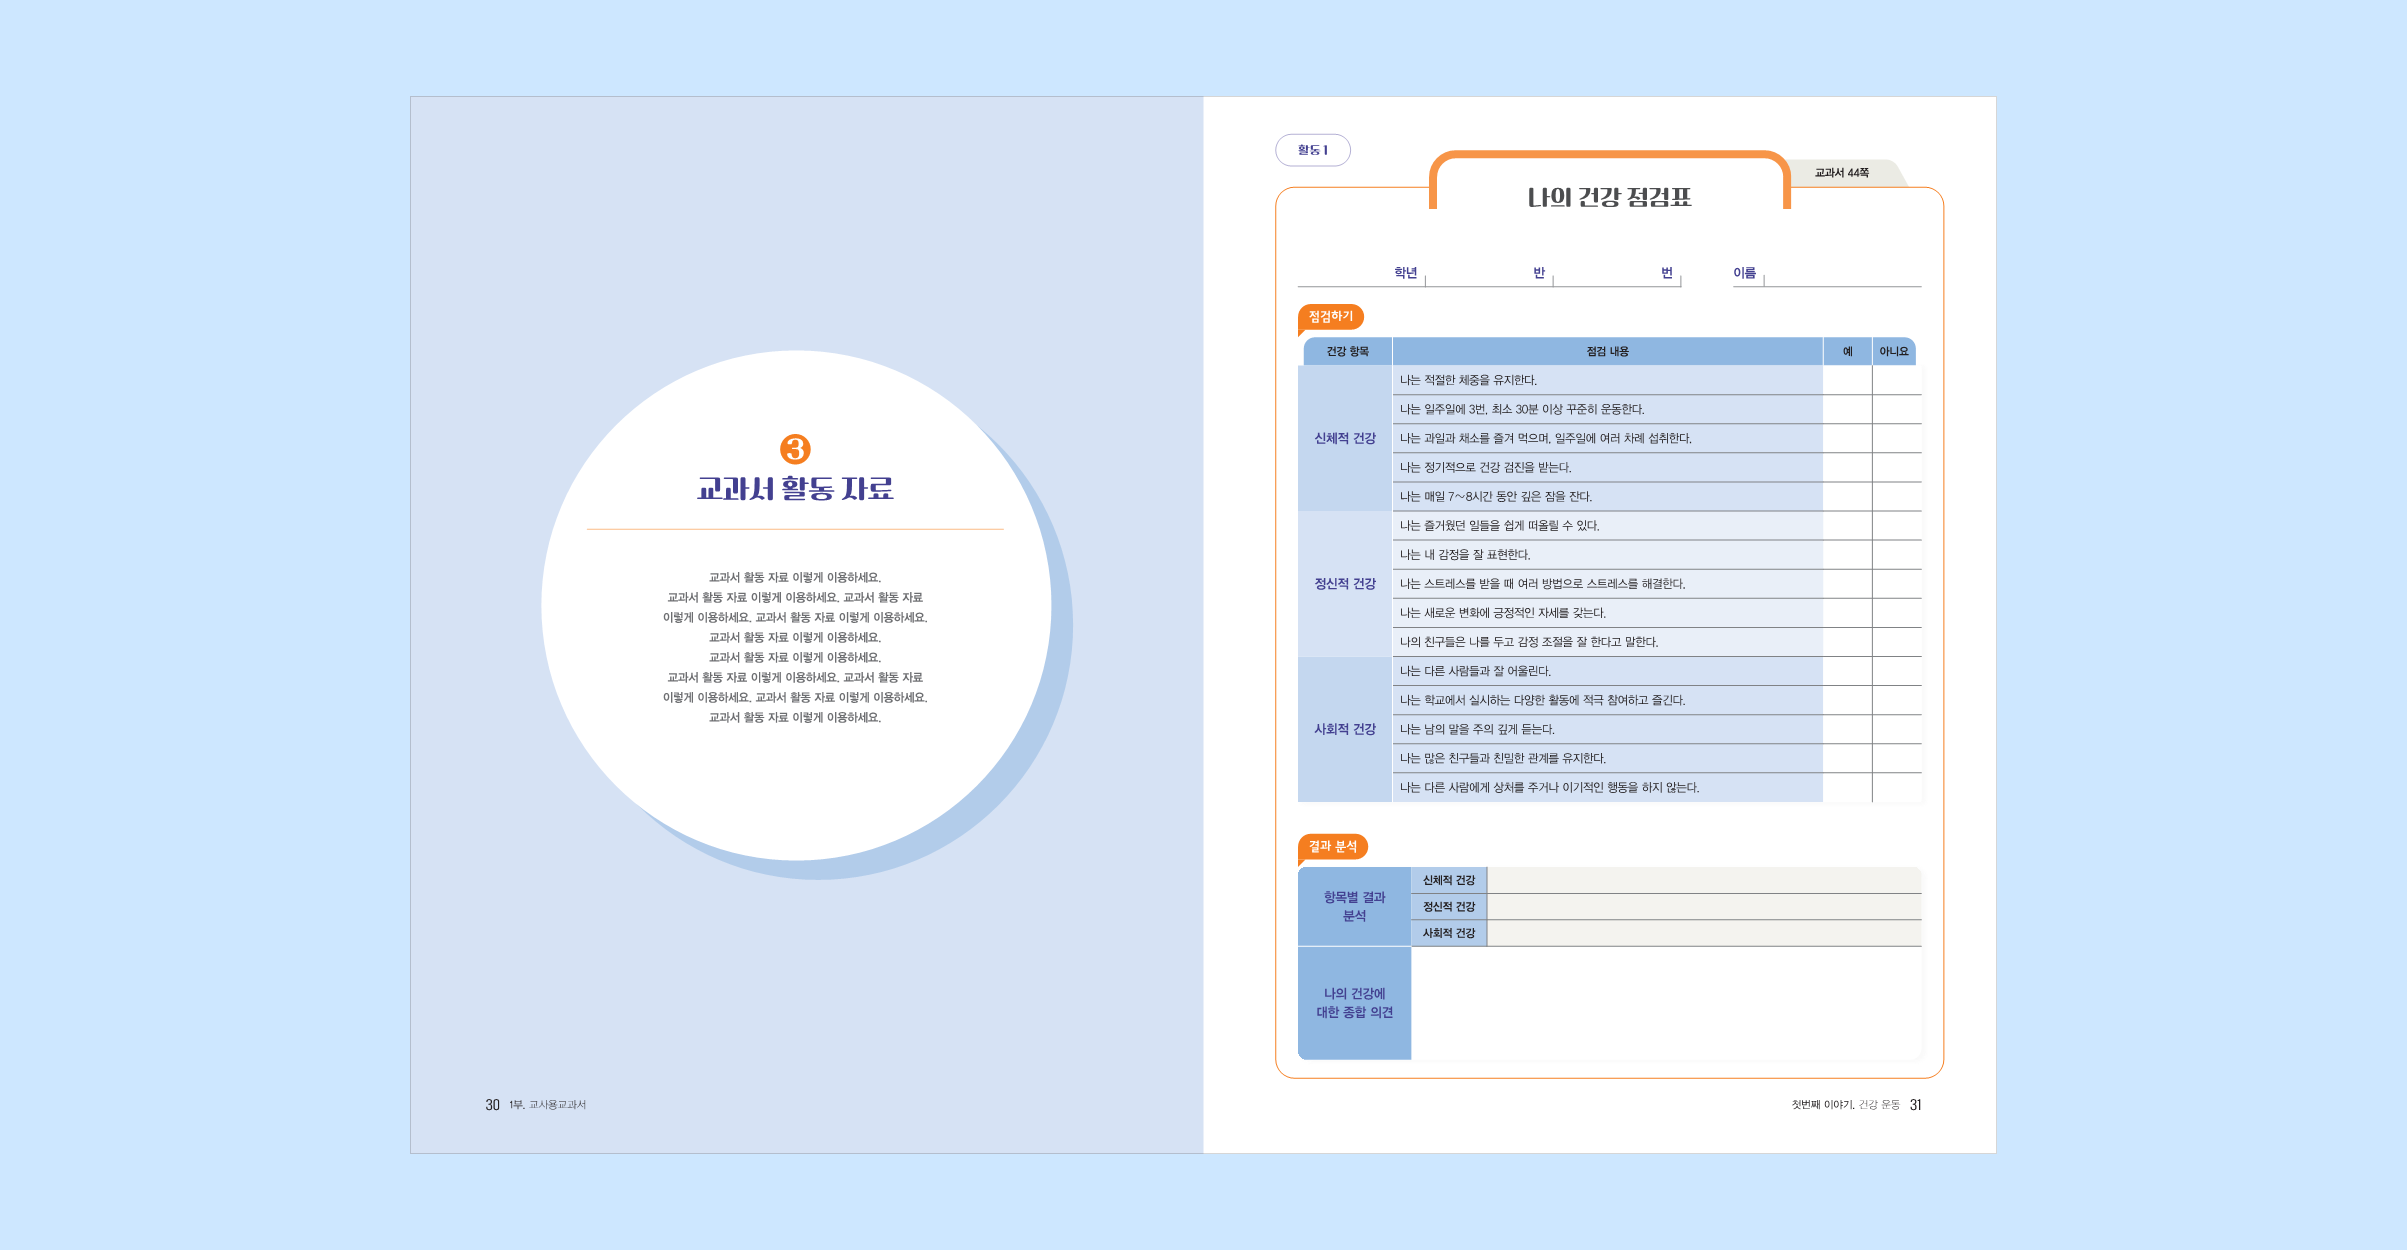 3
교과서 활동 자료
교과서 활동 자료 이렇게 이용하세요.
교과서 활동 자료 이렇게 이용하세요. 교과서 활동 자료
이렇게 이용하세요. 교과서 활동 자료 이렇게 이용하세요.
교과서 활동 자료 이렇게 이용하세요.
교과서 활동 자료 이렇게 이용하세요.
교과서 활동 자료 이렇게 이용하세요. 교과서 활동 자료
이렇게 이용하세요. 교과서 활동 자료 이렇게 이용하세요.
교과서 활동 자료 이렇게 이용하세요.
30 1부. 교사용교과서
활동 1
교과서 44쪽
나의 건강 점검표
학년 반 번 이름
점검하기
건강 항목 점검 내용 예 아니요
신체적 건강
나는 적절한 체중을 유지한다.
나는 일주일에 3번, 최소 30분 이상 꾸준히 운동한다.
나는 과일과 채소를 즐겨 먹으며, 일주일에 여러 차례 섭취한다.
나는 정기적으로 건강 검진을 받는다.
나는 매일 7~8시간 동안 깊은 잠을 잔다.
정신적 건강
나는 즐거웠던 일들을 쉽게 떠올릴 수 있다.
나는 내 감정을 잘 표현한다.
나는 스트레스를 받을 때 여러 방법으로 스트레스를 해결한다.
나는 새로운 변화에 긍정적인 자세를 갖는다.
나의 친구들은 나를 두고 감정 조절을 잘 한다고 말한다.
사회적 건강
나는 다른 사람들과 잘 어울린다.
나는 학교에서 실시하는 다양한 활동에 적극 참여하고 즐긴다.
나는 남의 말을 주의 깊게 듣는다.
나는 많은 친구들과 친밀한 관계를 유지한다.
나는 다른 사람에게 상처를 주거나 이기적인 행동을 하지 않는다.
결과 분석
항목별 결과
분석
신체적 건강
정신적 건강
사회적 건강
나의 건강에
대한 종합 의견
첫번째 이야기. 건강 운동 31